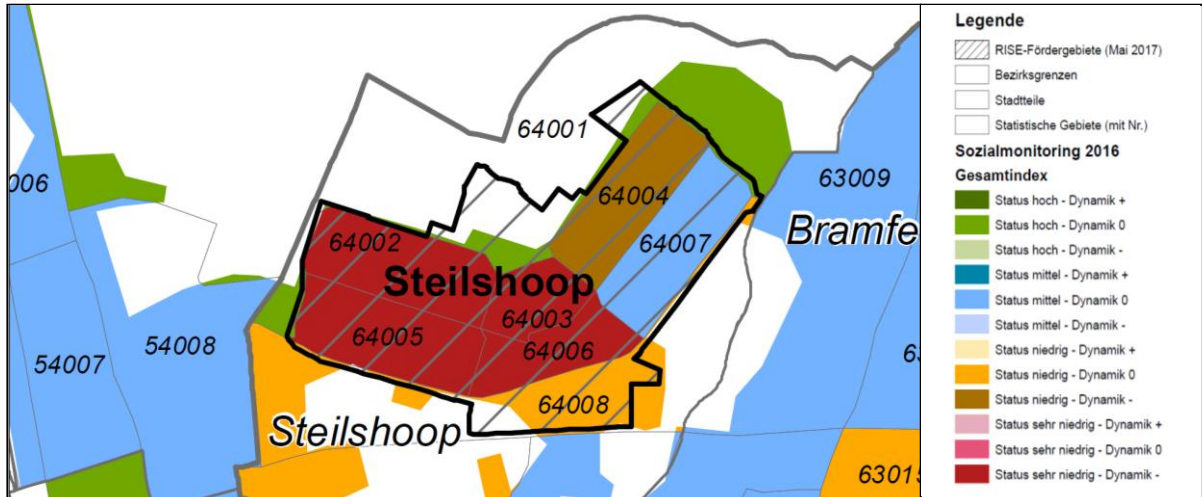 64001
006
64004
63009
64007
Bramfe
64002
Steilshoop
64003
54007
54008
64005
64006
64008
Steilshoop
63015
Legende
RISE-Fördergebiete (Mai 2017)
Bezirksgrenzen
Stadtteile
Statistische Gebiete (mit Nr.)
Sozialmonitoring 2016
Gesamtindex
Status hoch - Dynamik +
Status hoch - Dynamik 0
Status hoch - Dynamik -
Status mittel - Dynamik +
Status mittel - Dynamik 0
Status mittel - Dynamik -
Status niedrig - Dynamik +
Status niedrig - Dynamik 0
Status niedrig - Dynamik -
Status sehr niedrig - Dynamik +
Status sehr niedrig - Dynamik 0
Status sehr niedrig - Dynamik -